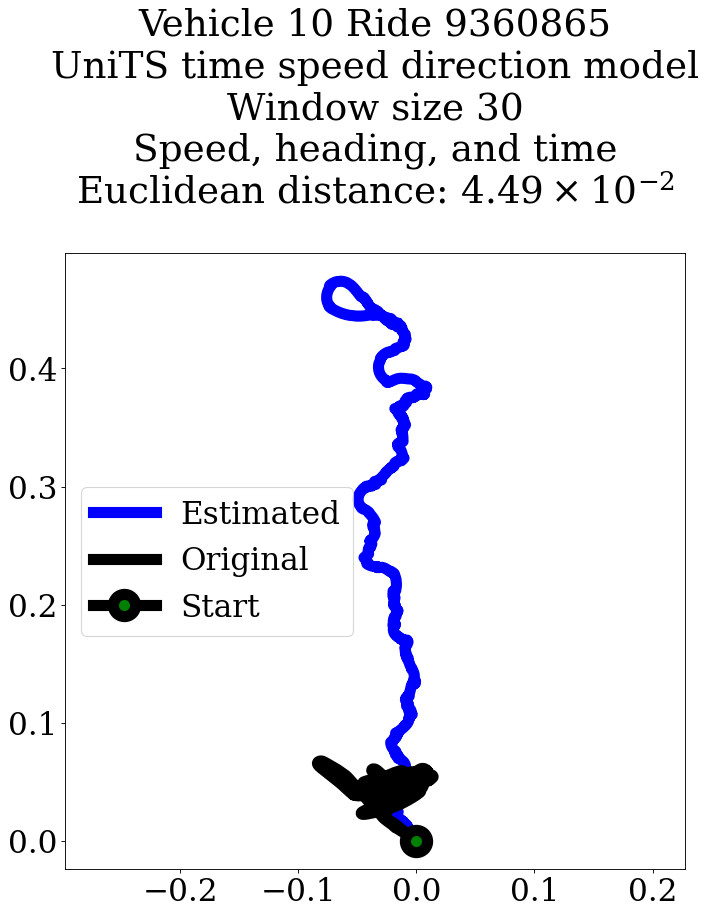 Vehicle 10 Ride 9360865
UniTS time speed direction model
Window size 30
Speed, heading, and time
Euclidean distance: 4.49 × 10⁻²
0.4
0.3
Estimated
Original
0.2
Start
0.1
0.0
−0.2 −0.1 0.0 0.1 0.2